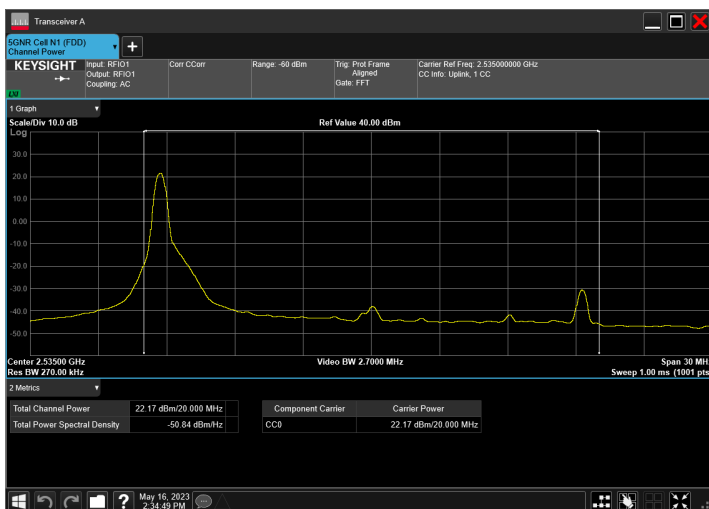 Transceiver A
5GNR Cell N1 (FDD)
Channel Power
KEYSIGHT
LXI
Input: RFIO1
Output: RFIO1
Coupling: AC
Corr CCorr
Range: -60 dBm
Trig: Prot Frame
Aligned
Gate: FFT
Carrier Ref Freq: 2.535000000 GHz
CC Info: Uplink, 1 CC
1 Graph
Scale/Div 10.0 dB
Ref Value 40.00 dBm
Log
30.0
20.0
10.0
0.00
-10.0
-20.0
-30.0
-40.0
-50.0
Center 2.53500 GHz
Video BW 2.7000 MHz
Span 30 MH
Res BW 270.00 kHz
Sweep 1.00 ms (1001 pts
2 Metrics
Total Channel Power 22.17 dBm/20.000 MHz
Total Power Spectral Density -50.84 dBm/Hz
Component Carrier Carrier Power
CC0 22.17 dBm/20.000 MHz
?
May 16, 2023
2:34:49 PM